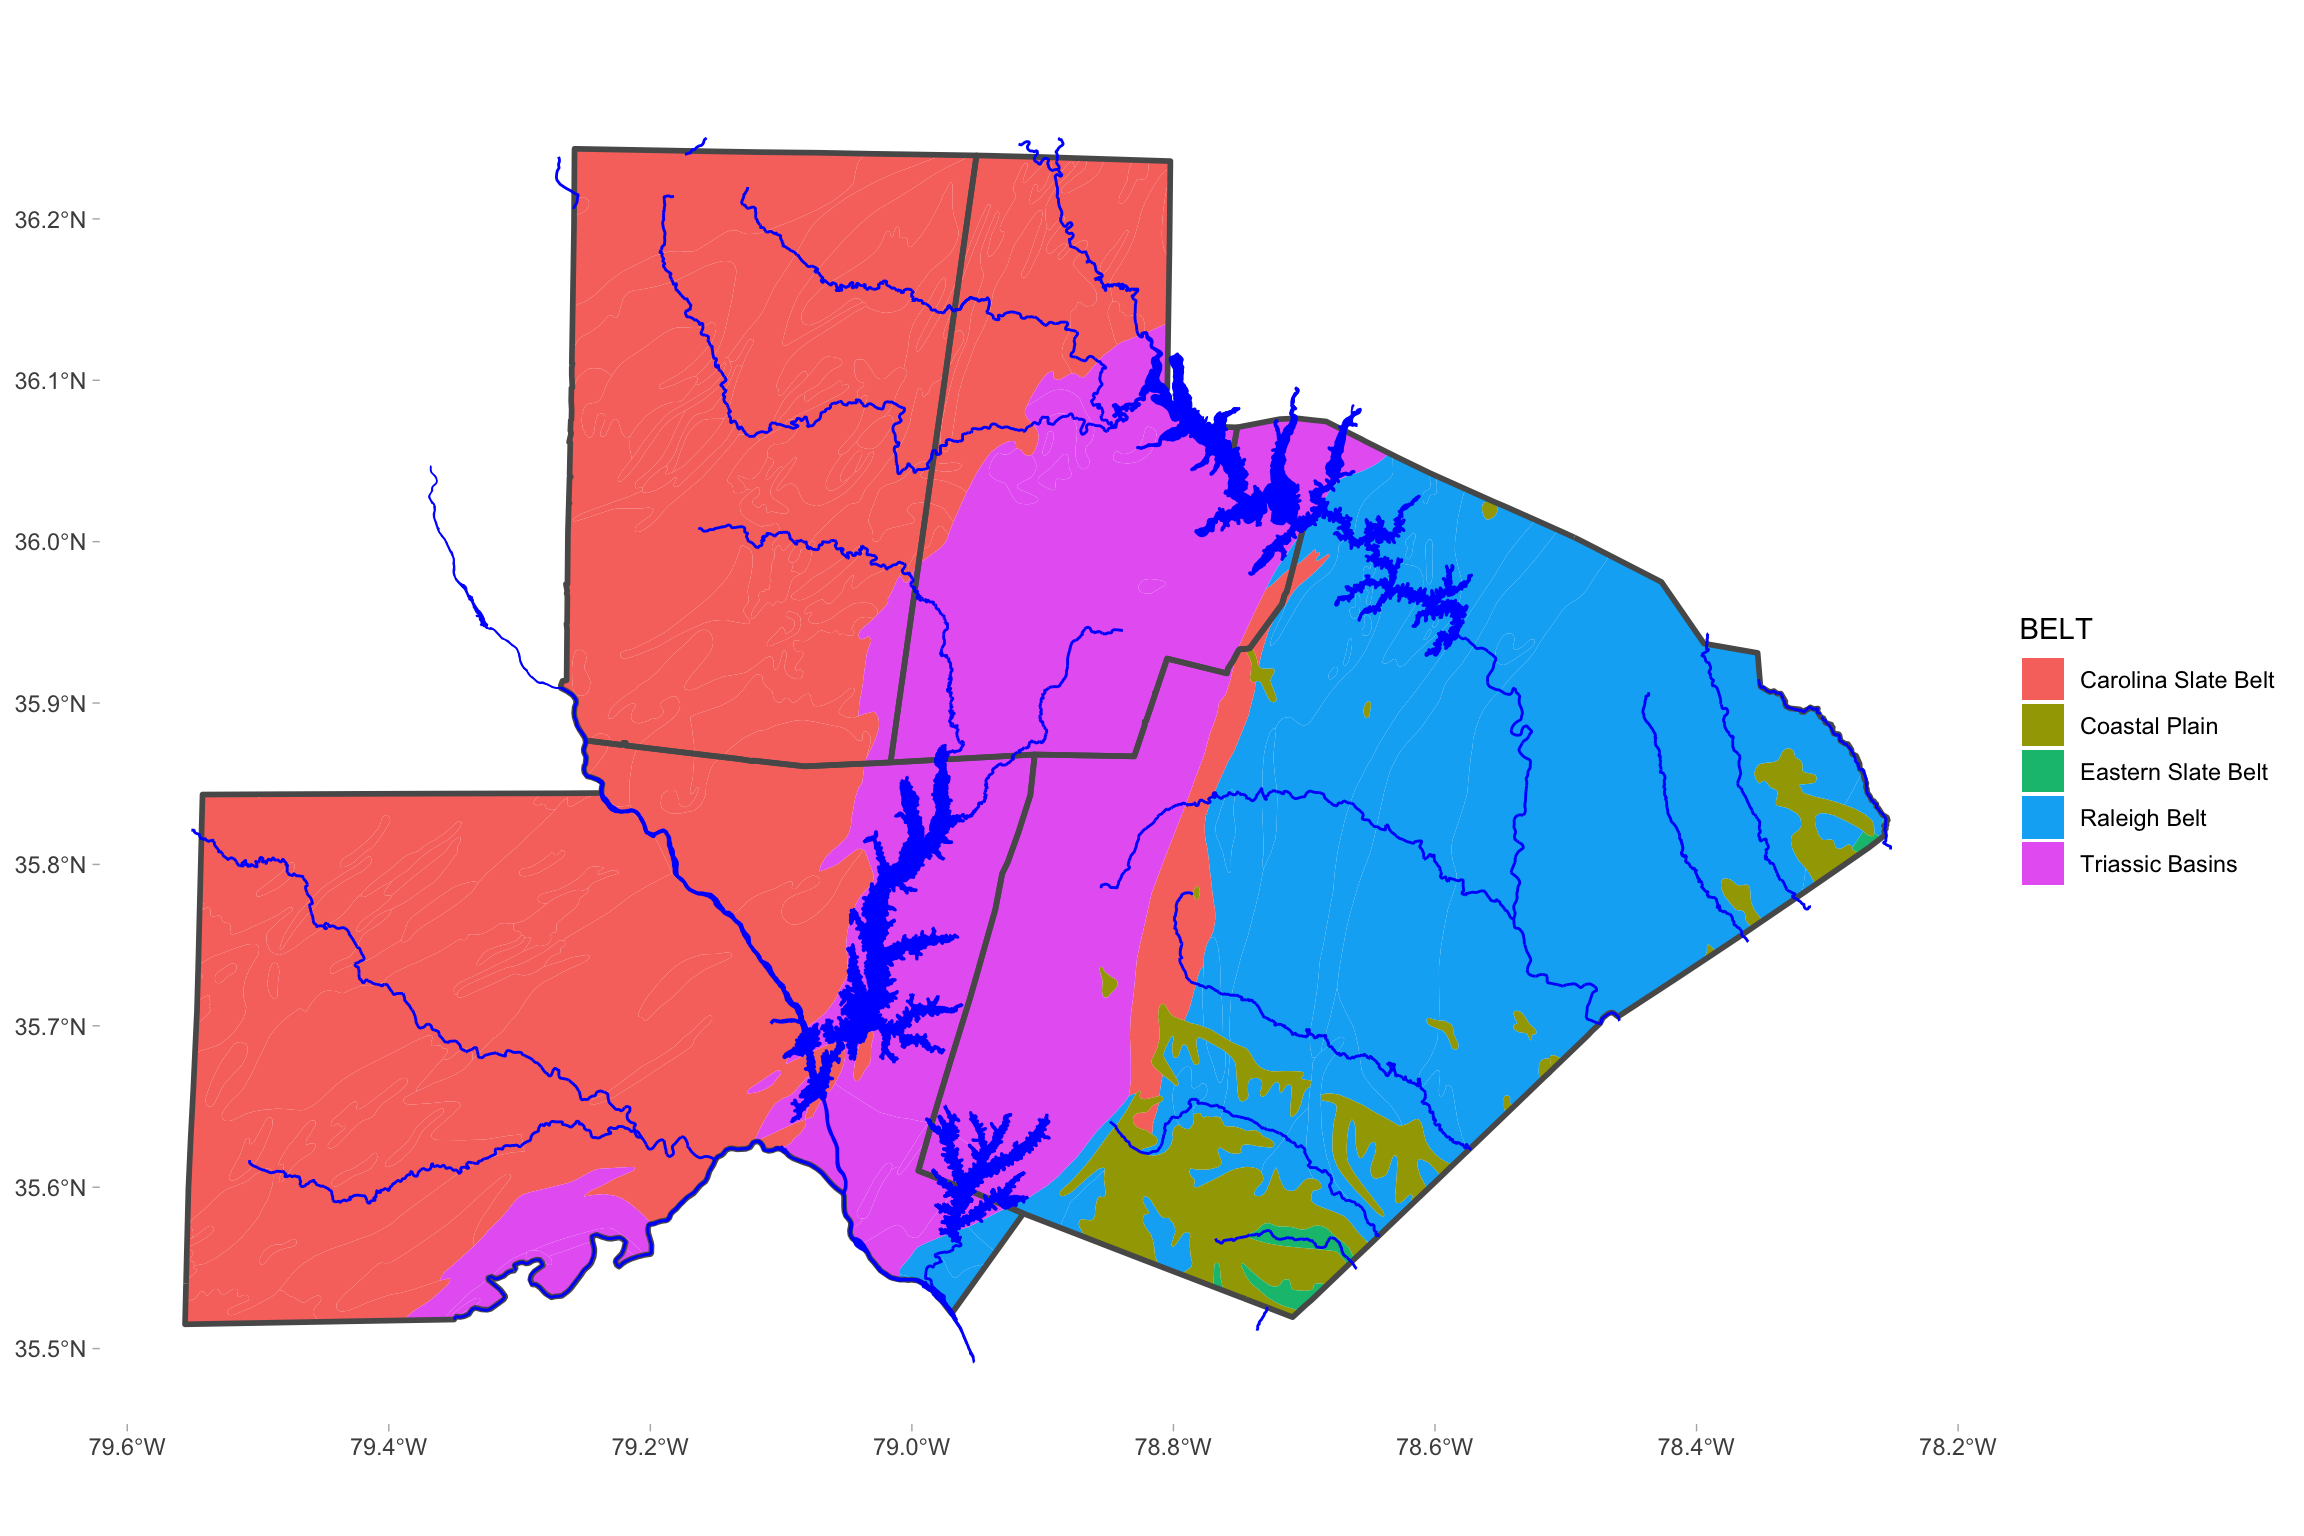 36.2°N
36.1°N
36.0°N
35.9°N
35.8°N
35.7°N
35.6°N
35.5°N
79.6°W 79.4°W 79.2°W 79.0°W 78.8°W 78.6°W 78.4°W 78.2°W
BELT
Carolina Slate Belt
Coastal Plain
Eastern Slate Belt
Raleigh Belt
Triassic Basins